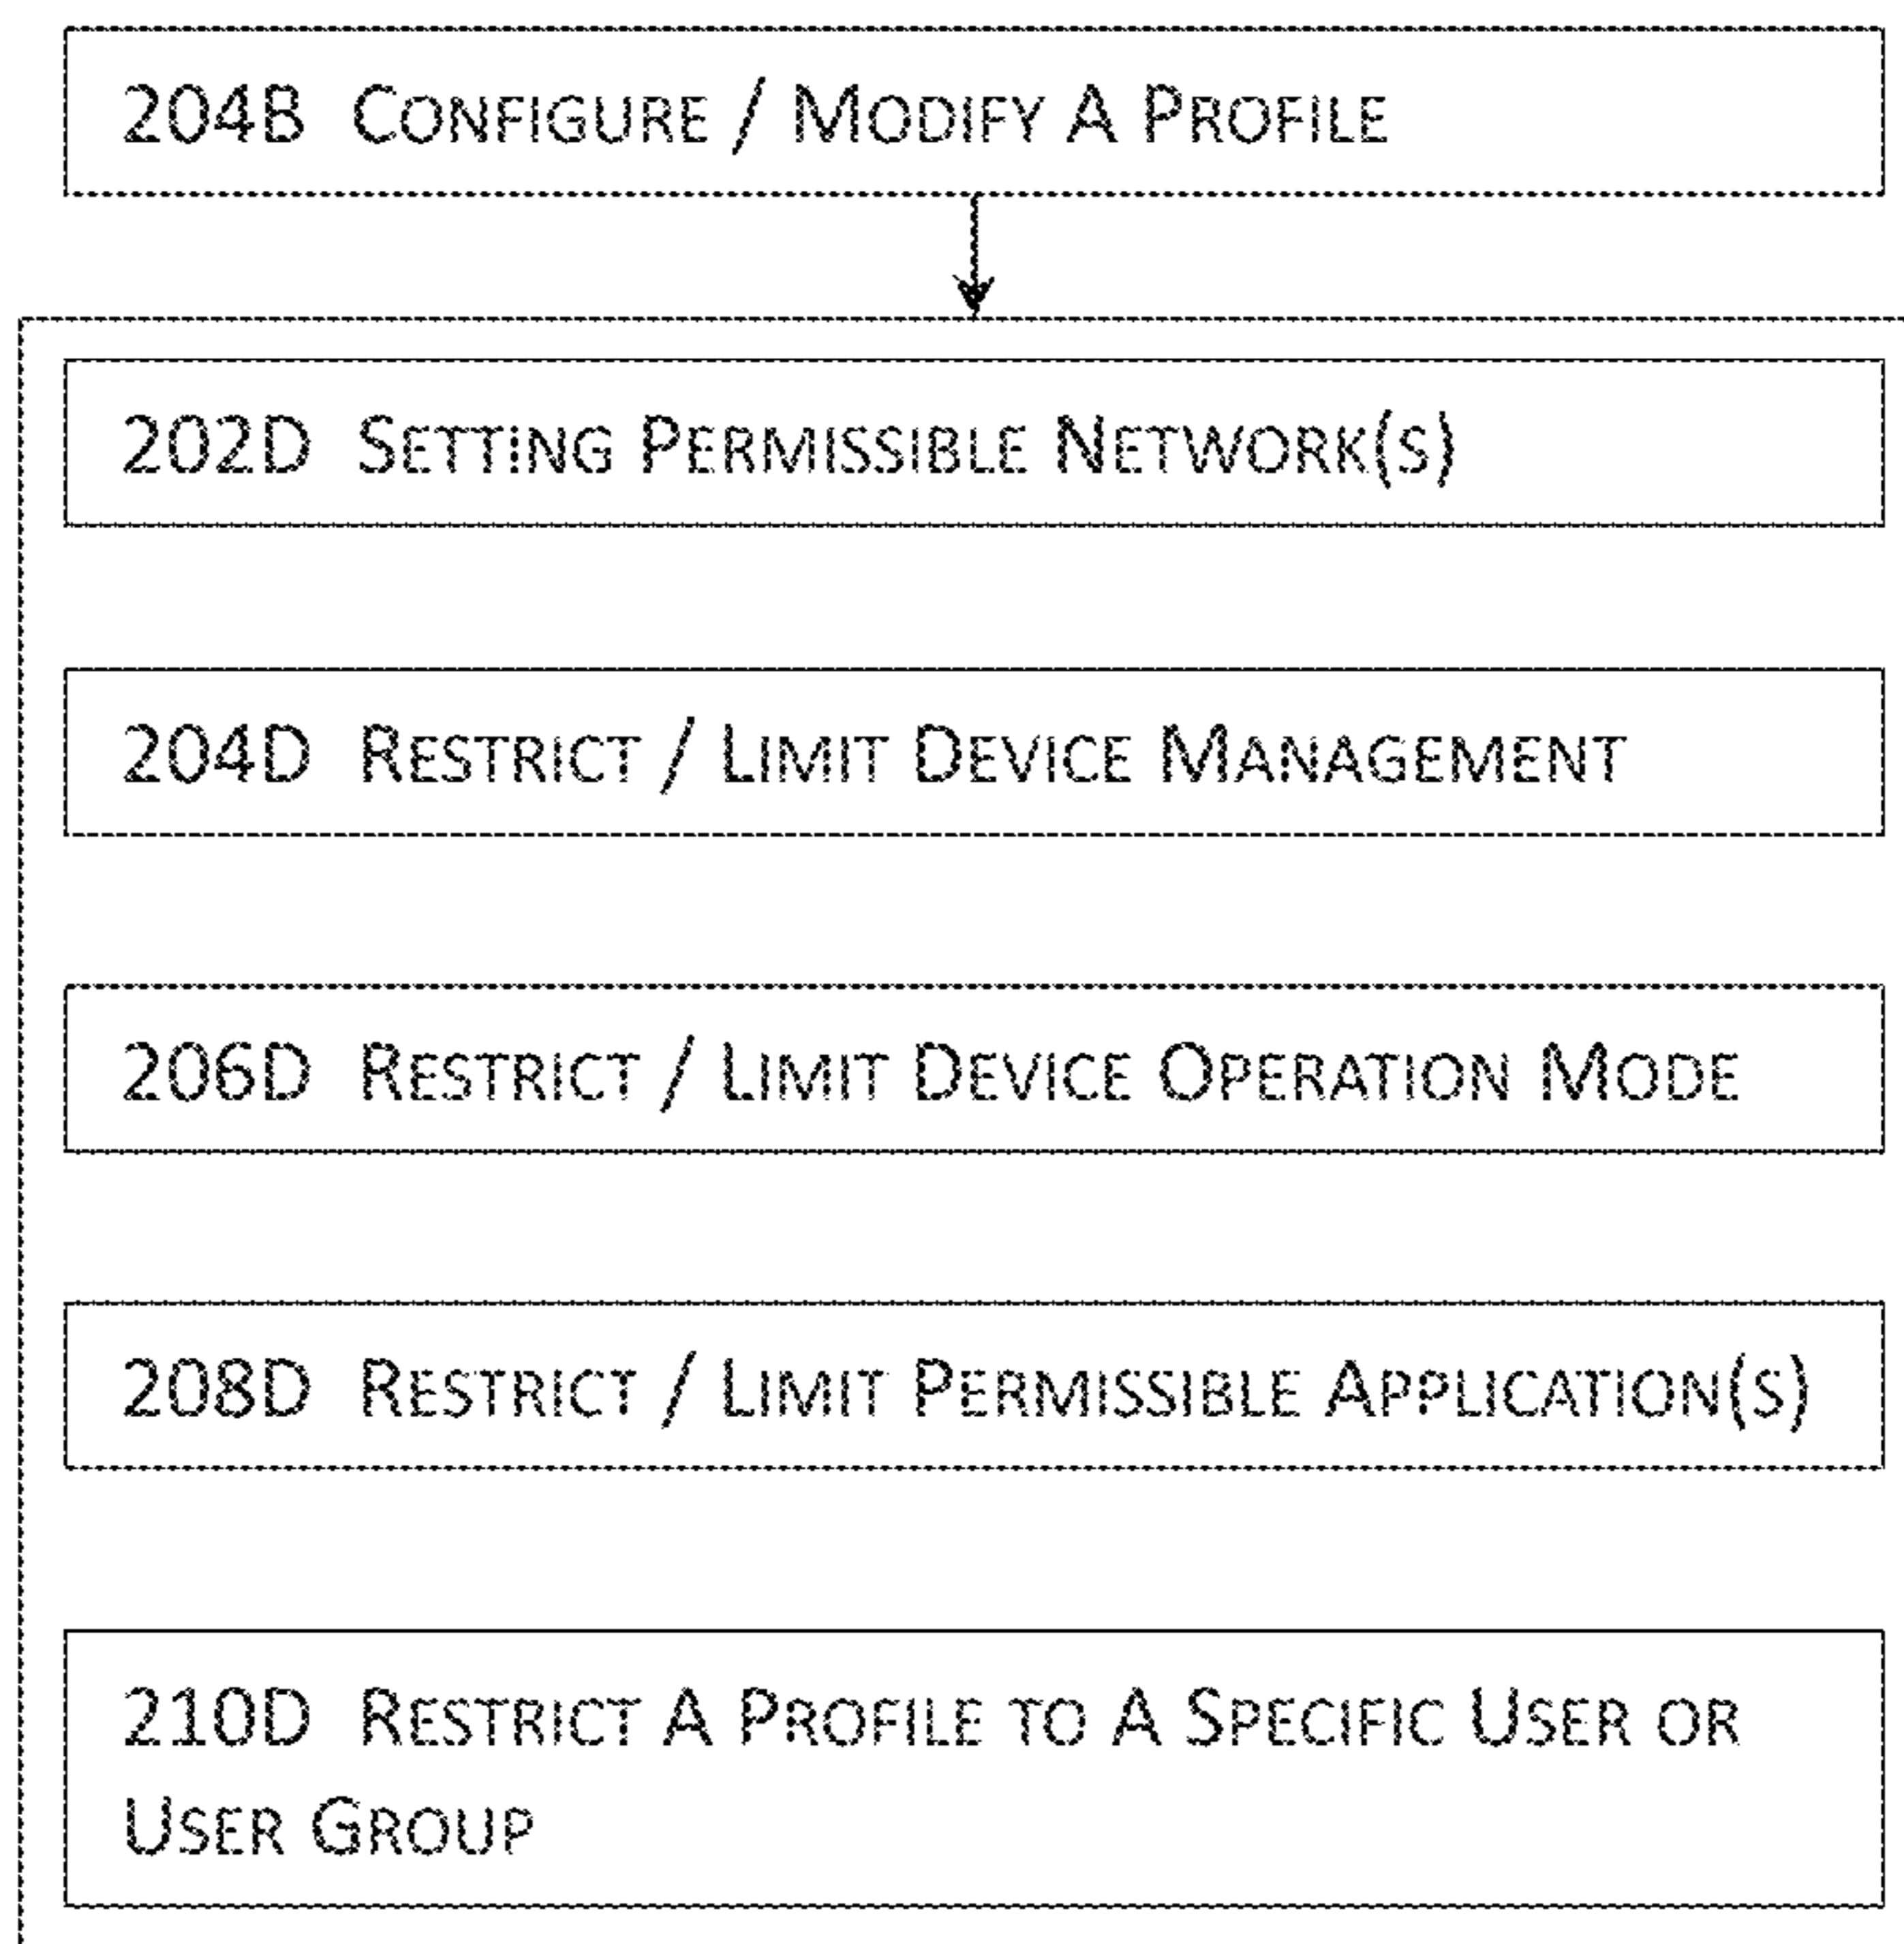 204B CONFIGURE / MODIFY A PROFILE
202D SETTING PERMISSIBLE NETWORK(S)
204D RESTRICT / LIMIT DEVICE MANAGEMENT
206D RESTRICT / LIMIT DEVICE OPERATION MODE
208D RESTRICT / LIMIT PERMISSIBLE APPLICATION(S)
210D RESTRICT A PROFILE TO A SPECIFIC USER OR
USER GROUP